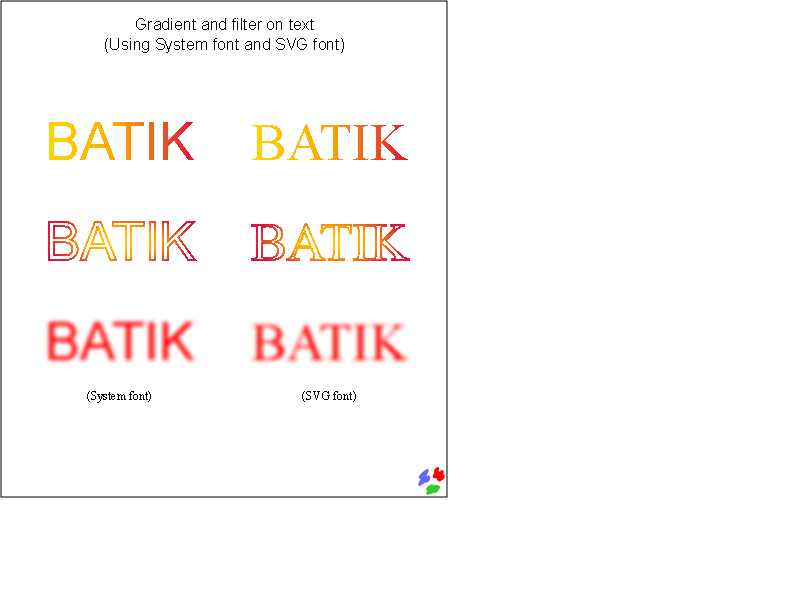 Gradient and filter on text
(Using System font and SVG font)
BATIK BATIK
BATIK BATIK
BATIK BATIK
(System font) (SVG font)